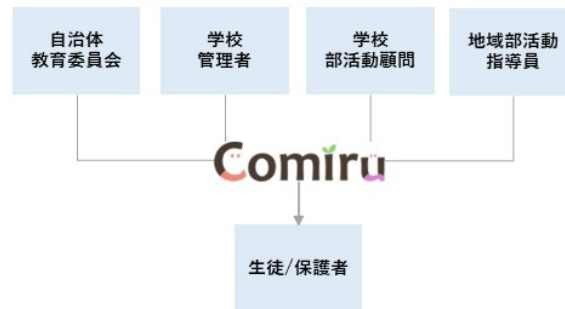 自治体
教育委員会
学校
管理者
学校
部活動顧問
地域部活動
指導員
Comiru
生徒/保護者